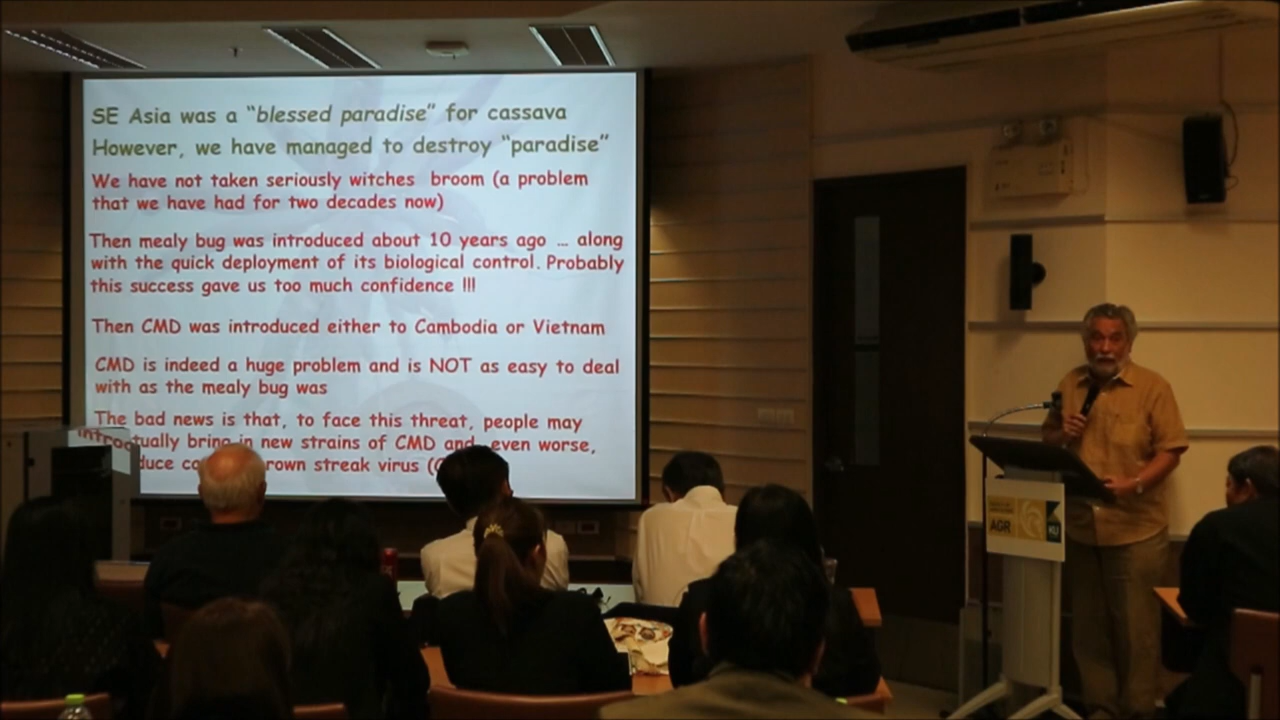 SE Asia was a “blessed paradise” for cassava
However, we have managed to destroy “paradise”
We have not taken seriously witches broom (a problem
that we have had for two decades now)
Then mealy bug was introduced about 10 years ago … along
with the quick deployment of its biological control. Probably
this success gave us too much confidence !!!
Then CMD was introduced either to Cambodia or Vietnam
CMD is indeed a huge problem and is NOT as easy to deal
with as the mealy bug was
The bad news is that, to face this threat, people may
bring in new strains of CMD and, even worse,
rown streak virus (
AGR
KU